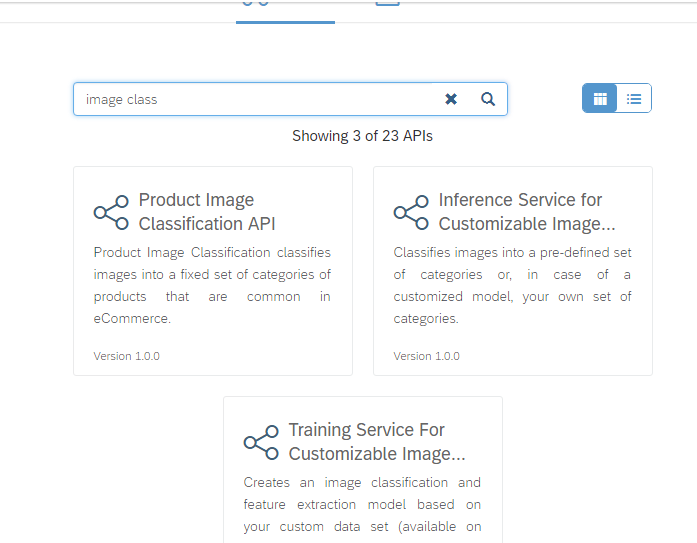 image class
Showing 3 of 23 APIs
Product Image
Classification API
Product Image Classification classifies
images into a fixed set of categories of
products that are common in
eCommerce.
Version 1.0.0
Inference Service for
Customizable Image...
Classifies images into a pre-defined set
of categories or, in case of a
customized model, your own set of
categories.
Version 1.0.0
Training Service For
Customizable Image...
Creates an image classification and
feature extraction model based on
your custom data set (available on